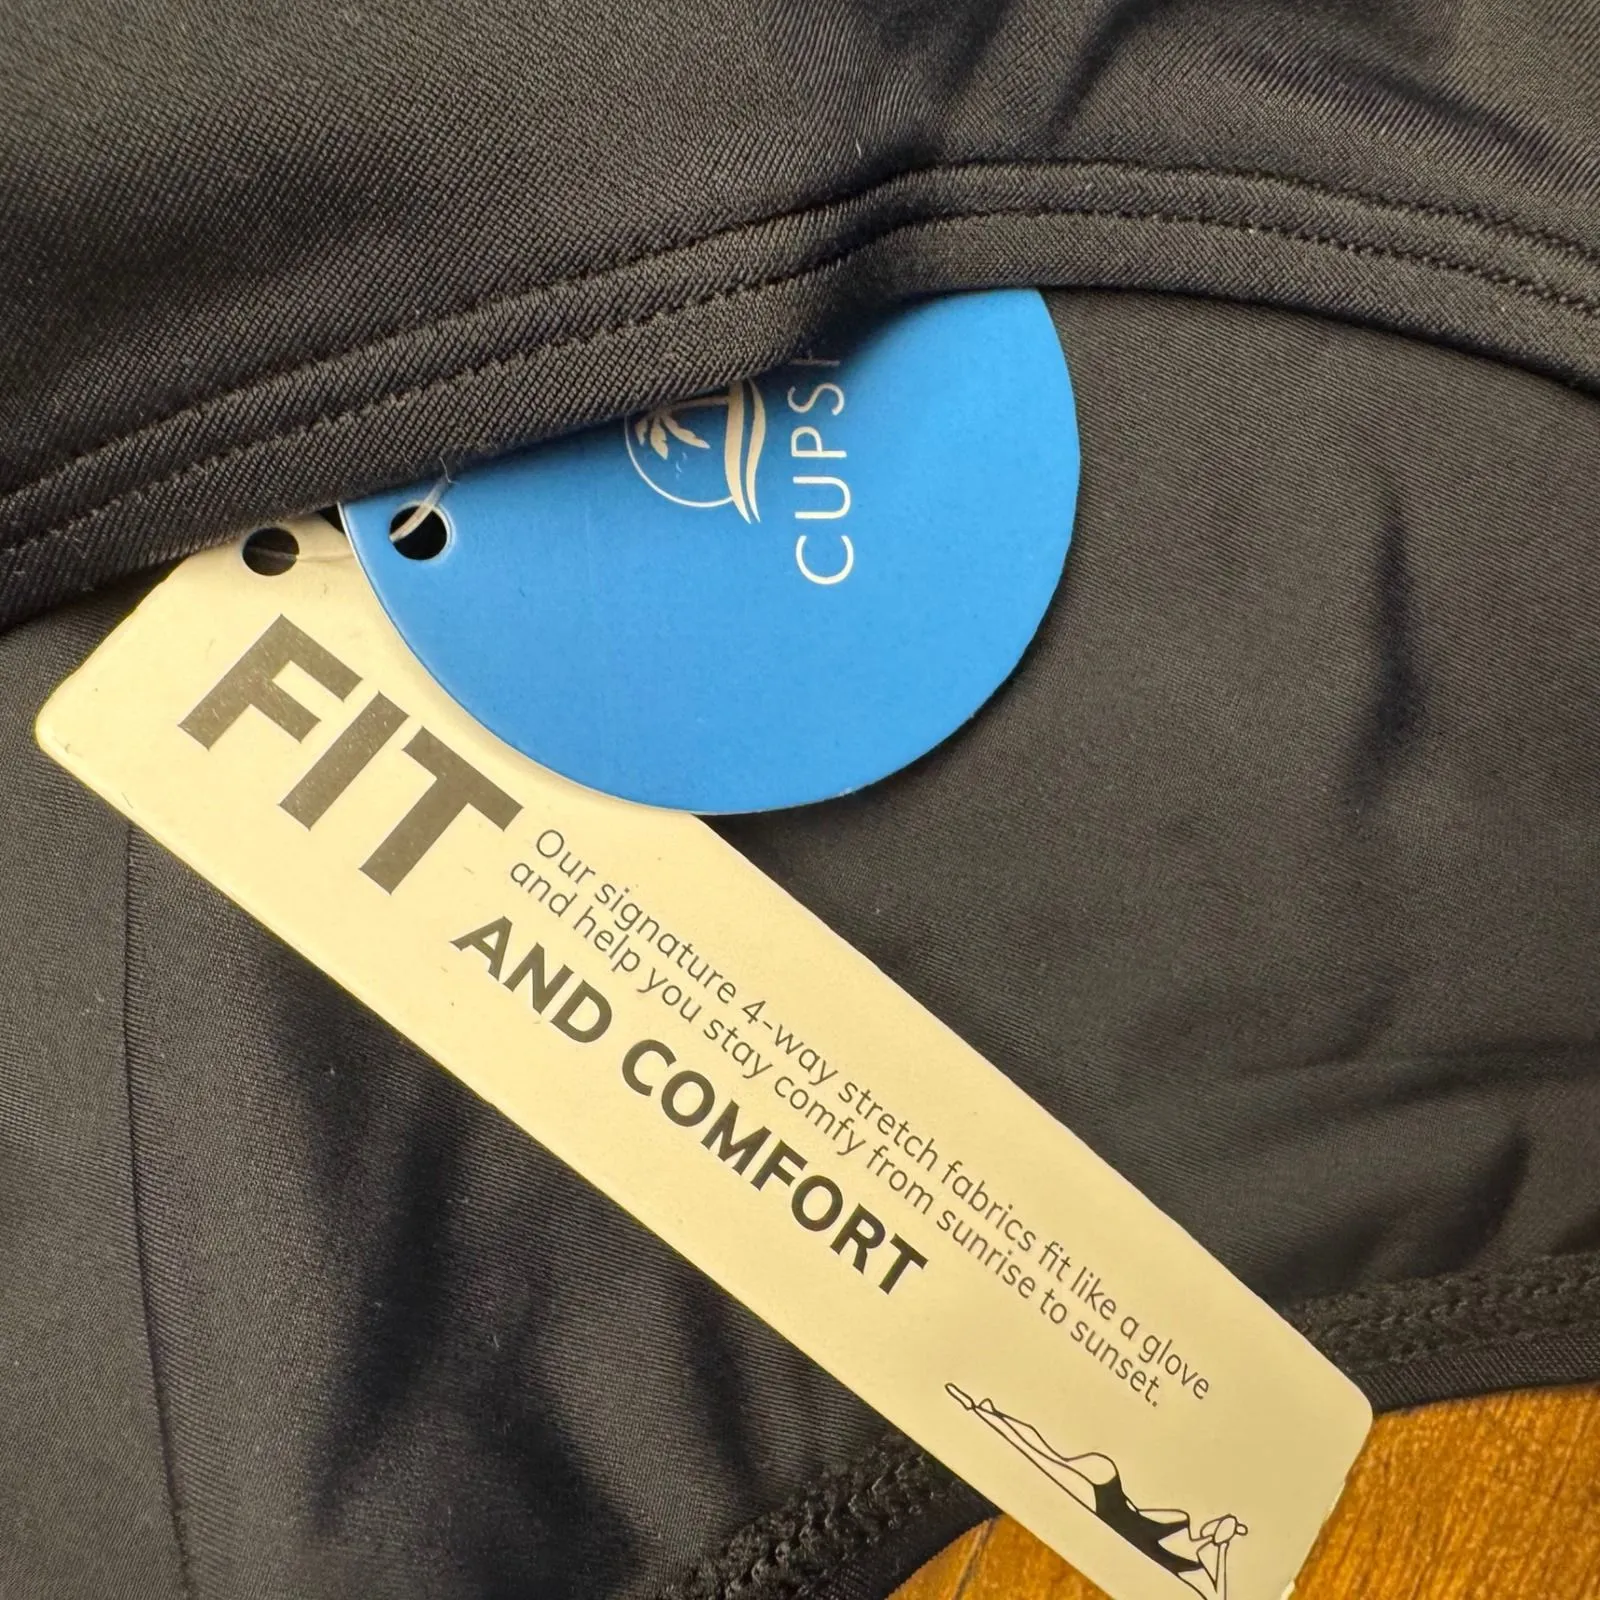 CUPSH
FIT
AND COMFORT
Our signature 4-way stretch fabrics fit like a glove
and help you stay comfy from sunrise to sunset.